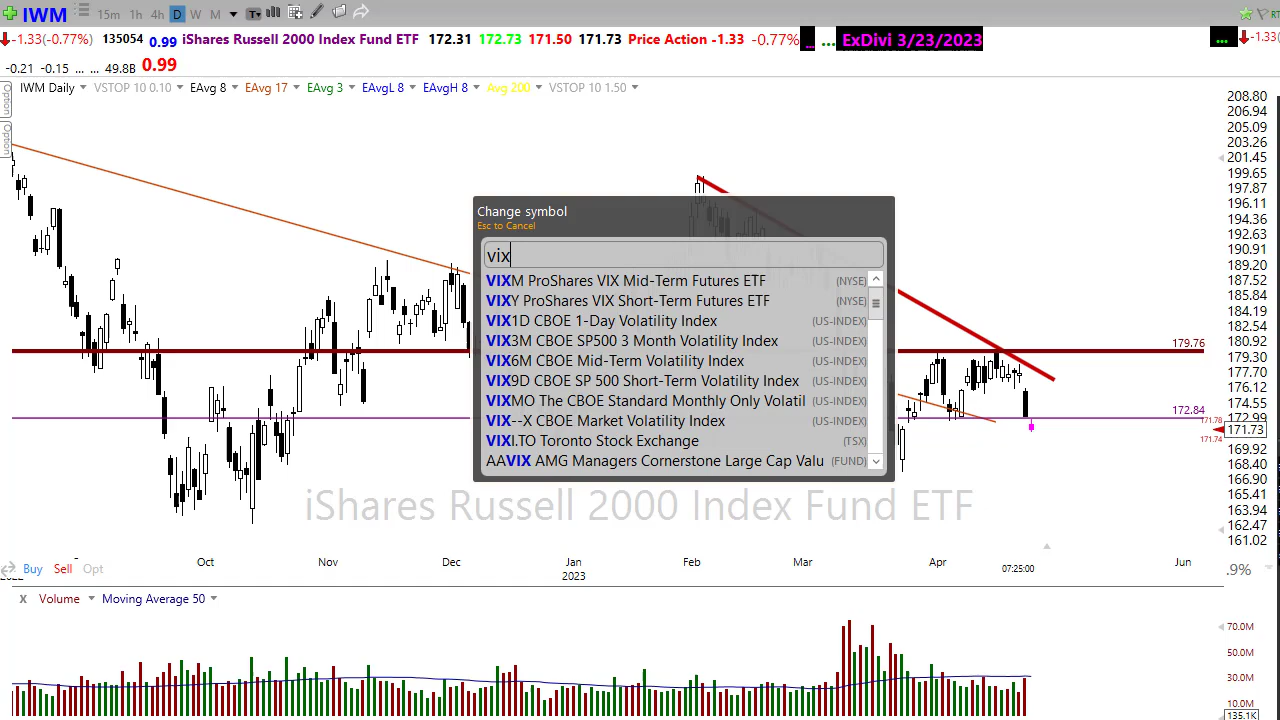 IWM 15m 1h 4h D W M T
-1.33(-0.77%) 135054 0.99 iShares Russell 2000 Index Fund ETF 172.31 172.73 171.50 171.73 Price Action -1.33 -0.77% ... ... ExDivi 3/23/2023 ... -1.33(
-0.21 -0.15 ... ... 49.8B 0.99
Option
Option
IWM Daily VSTOP 10 0.10 EAvg 8 EAvg 17 EAvg 3 EAvgL 8 EAvgH 8 Avg 200 VSTOP 10 1.50
208.80
206.94
205.09
203.26
201.45
199.65
197.87
196.11
194.36
192.63
190.91
189.20
187.52
185.84
184.19
182.54
180.92
179.30
177.70
176.12
174.55
172.99
171.73
169.92
168.40
166.90
165.41
163.94
162.47
161.02
179.76
172.84
171.78
171.74
Change symbol
Esc to Cancel
vix
VIXM ProShares VIX Mid-Term Futures ETF (NYSE)
VIXY ProShares VIX Short-Term Futures ETF (NYSE)
VIX1D CBOE 1-Day Volatility Index (US-INDEX)
VIX3M CBOE SP500 3 Month Volatility Index (US-INDEX)
VIX6M CBOE Mid-Term Volatility Index (US-INDEX)
VIX9D CBOE SP 500 Short-Term Volatility Index (US-INDEX)
VIXMO The CBOE Standard Monthly Only Volatil (US-INDEX)
VIX--X CBOE Market Volatility Index (US-INDEX)
VIXI.TO Toronto Stock Exchange (TSX)
AAVIX AMG Managers Cornerstone Large Cap Valu (FUND)
iShares Russell 2000 Index Fund ETF
Oct Nov Dec Jan Feb Mar Apr Jun
2023 07:25:00
Buy Sell Opt .9%
X Volume Moving Average 50
70.0M
50.0M
30.0M
10.0M
135.1K